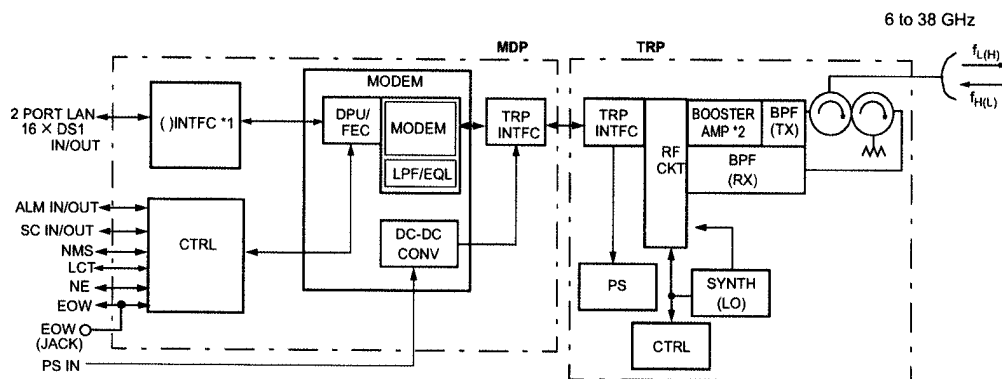 6 to 38 GHz
MDP
TRP
fL(H)
fH(L)
MODEM
2 PORT LAN
16 × DS1
IN/OUT
( )INTFC *1
DPU/
FEC
MODEM
LPF/EQL
TRP
INTFC
TRP
INTFC
RF
CKT
BOOSTER
AMP *2
BPF
(TX)
BPF
(RX)
ALM IN/OUT
SC IN/OUT
NMS
LCT
NE
EOW
EOW
(JACK)
PS IN
CTRL
DC-DC
CONV
PS
SYNTH
(LO)
CTRL